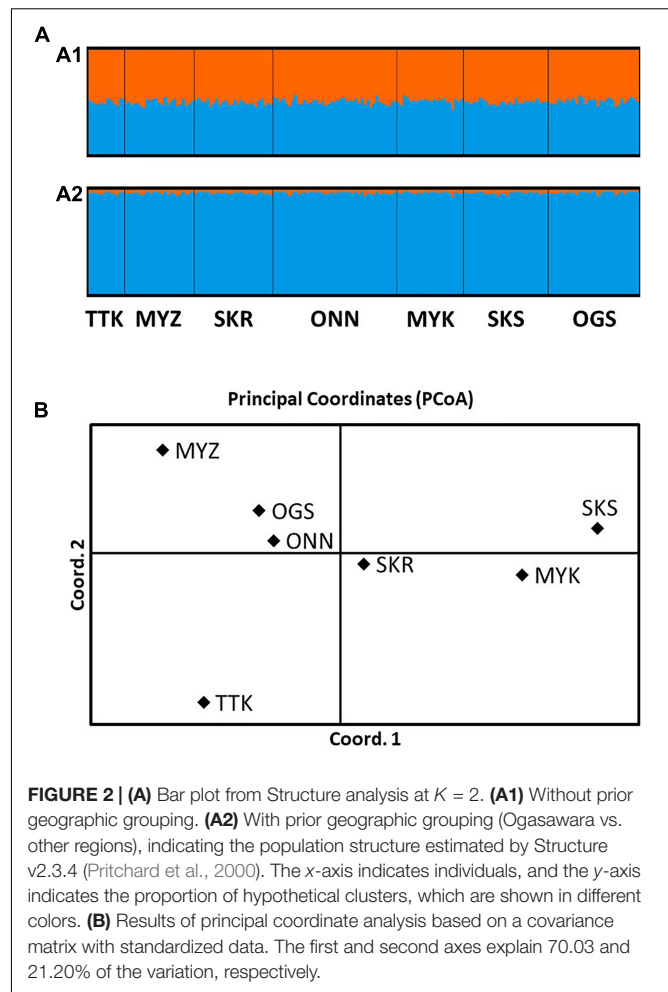 A
A1
A2
TTK MYZ SKR ONN MYK SKS OGS
B
Principal Coordinates (PCoA)
MYZ
OGS
SKS
ONN
SKR
MYK
TTK
Coord. 2
Coord. 1
FIGURE 2 | (A) Bar plot from Structure analysis at K = 2. (A1) Without prior
geographic grouping. (A2) With prior geographic grouping (Ogasawara vs.
other regions), indicating the population structure estimated by Structure
v2.3.4 (Pritchard et al., 2000). The x-axis indicates individuals, and the y-axis
indicates the proportion of hypothetical clusters, which are shown in different
colors. (B) Results of principal coordinate analysis based on a covariance
matrix with standardized data. The first and second axes explain 70.03 and
21.20% of the variation, respectively.